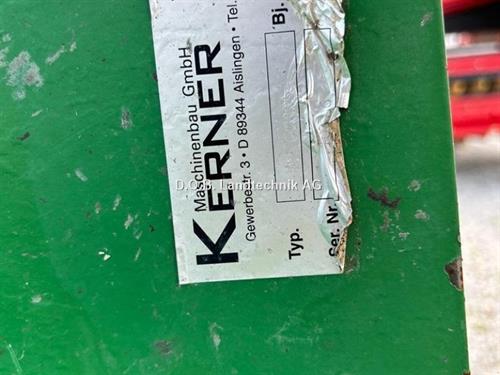 KERNER
Maschinenbau GmbH
Gewerbestr. 3 • D 89344 Aislingen • Tel.
Typ.
Bj.
Ser. Nr.
D.O.B. Landtechnik AG